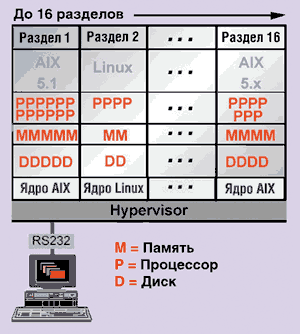 До 16 разделов
Раздел 1 Раздел 2 ... Раздел 16
AIX 5.1 Linux ... AIX 5.x
PPPPPP PPPPPP PPPP ... PPPP PPP
MMMMM MM ... MMMM
DDDDD DD ... DDDD
Ядро AIX Ядро Linux ... Ядро AIX
Hypervisor
RS232
M = Память
P = Процессор
D = Диск